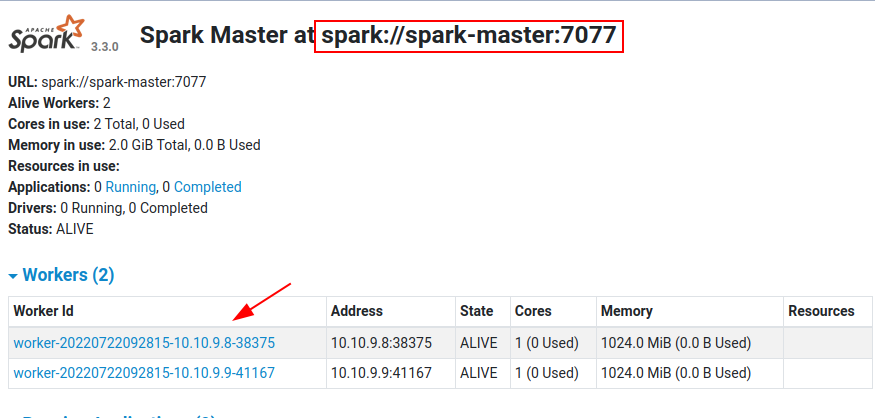 APACHE
Spark 3.3.0 Spark Master at spark://spark-master:7077
URL: spark://spark-master:7077
Alive Workers: 2
Cores in use: 2 Total, 0 Used
Memory in use: 2.0 GiB Total, 0.0 B Used
Resources in use:
Applications: 0 Running, 0 Completed
Drivers: 0 Running, 0 Completed
Status: ALIVE
Workers (2)
Worker Id Address State Cores Memory Resources
worker-20220722092815-10.10.9.8-38375 10.10.9.8:38375 ALIVE 1 (0 Used) 1024.0 MiB (0.0 B Used)
worker-20220722092815-10.10.9.9-41167 10.10.9.9:41167 ALIVE 1 (0 Used) 1024.0 MiB (0.0 B Used)